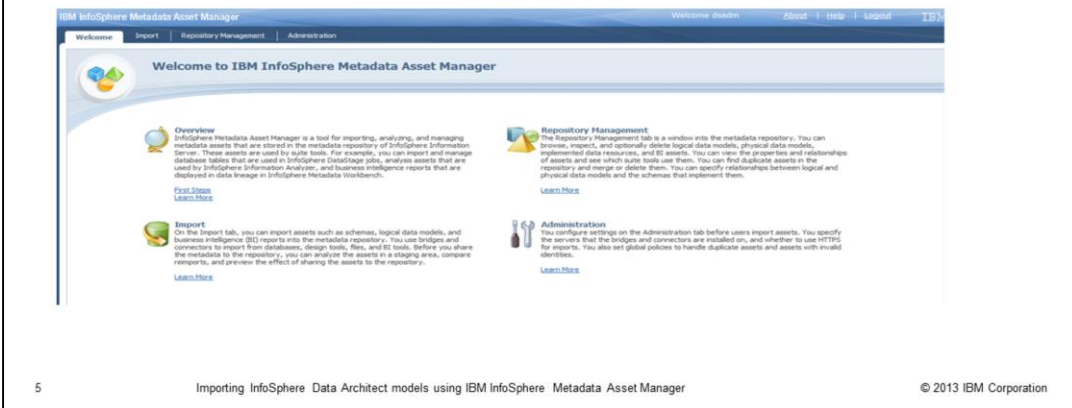 IBM InfoSphere Metadata Asset Manager
Welcome dsadm
About | Help | Logout
IBM
Welcome
Import
Repository Management
Administration
Welcome to IBM InfoSphere Metadata Asset Manager
Overview
InfoSphere Metadata Asset Manager is a tool for importing, analyzing, and managing
metadata assets that are stored in the metadata repository of InfoSphere Information
Server. These assets are used by suite tools. For example, you can import and manage
database tables that are used in InfoSphere DataStage jobs, analysis assets that are
used by InfoSphere Information Analyzer, and business intelligence reports that are
displayed in data lineage in InfoSphere Metadata Workbench.
First Steps
Learn More
Repository Management
The Repository Management tab is a window into the metadata repository. You can
browse, inspect, and optionally delete logical data models, physical data models,
implemented data resources, and BI assets. You can view the properties and relationships
of assets and see which suite tools use them. You can find duplicate assets in the
repository and merge or delete them. You can specify relationships between logical and
physical data models and the schemas that implement them.
Learn More
Import
On the Import tab, you can import assets such as schemas, logical data models, and
business intelligence (BI) reports into the metadata repository. You use bridges and
connectors to import from databases, design tools, files, and BI tools. Before you share
the metadata to the repository, you can analyze the assets in a staging area, compare
reimports, and preview the effect of sharing the assets to the repository.
Learn More
Administration
You configure settings on the Administration tab before users import assets. You specify
the servers that the bridges and connectors are installed on, and whether to use HTTPS
for imports. You also set global policies to handle duplicate assets and assets with invalid
identities.
Learn More
5
Importing InfoSphere Data Architect models using IBM InfoSphere Metadata Asset Manager
© 2013 IBM Corporation